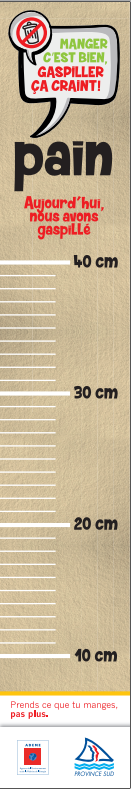 MANGER
C'EST BIEN,
GASPILLER
ÇA CRAINT!
pain
Aujourd'hui,
nous avons
gaspillé
40 cm
30 cm
20 cm
10 cm
Prends ce que tu manges,
pas plus.
ADEME
PROVINCE SUD